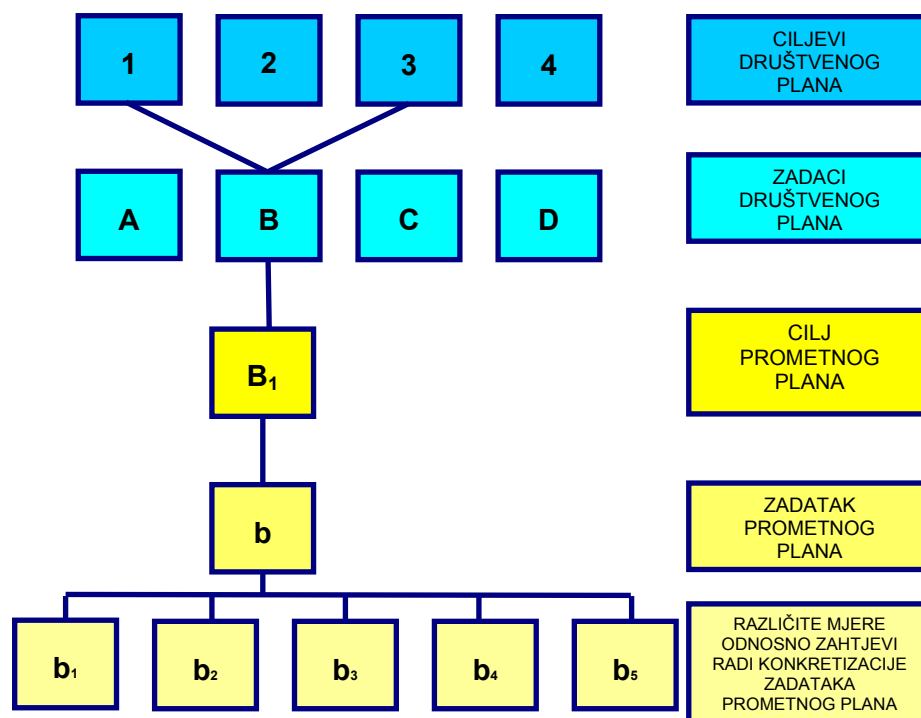 1 2 3 4
CILJEVI
DRUŠTVENOG
PLANA
A B C D
ZADACI
DRUŠTVENOG
PLANA
B₁
CILJ
PROMETNOG
PLANA
b
ZADATAK
PROMETNOG
PLANA
b₁ b₂ b₃ b₄ b₅
RAZLIČITE MJERE
ODNOSNO ZAHTJEVI
RADI KONKRETIZACIJE
ZADATAKA
PROMETNOG PLANA